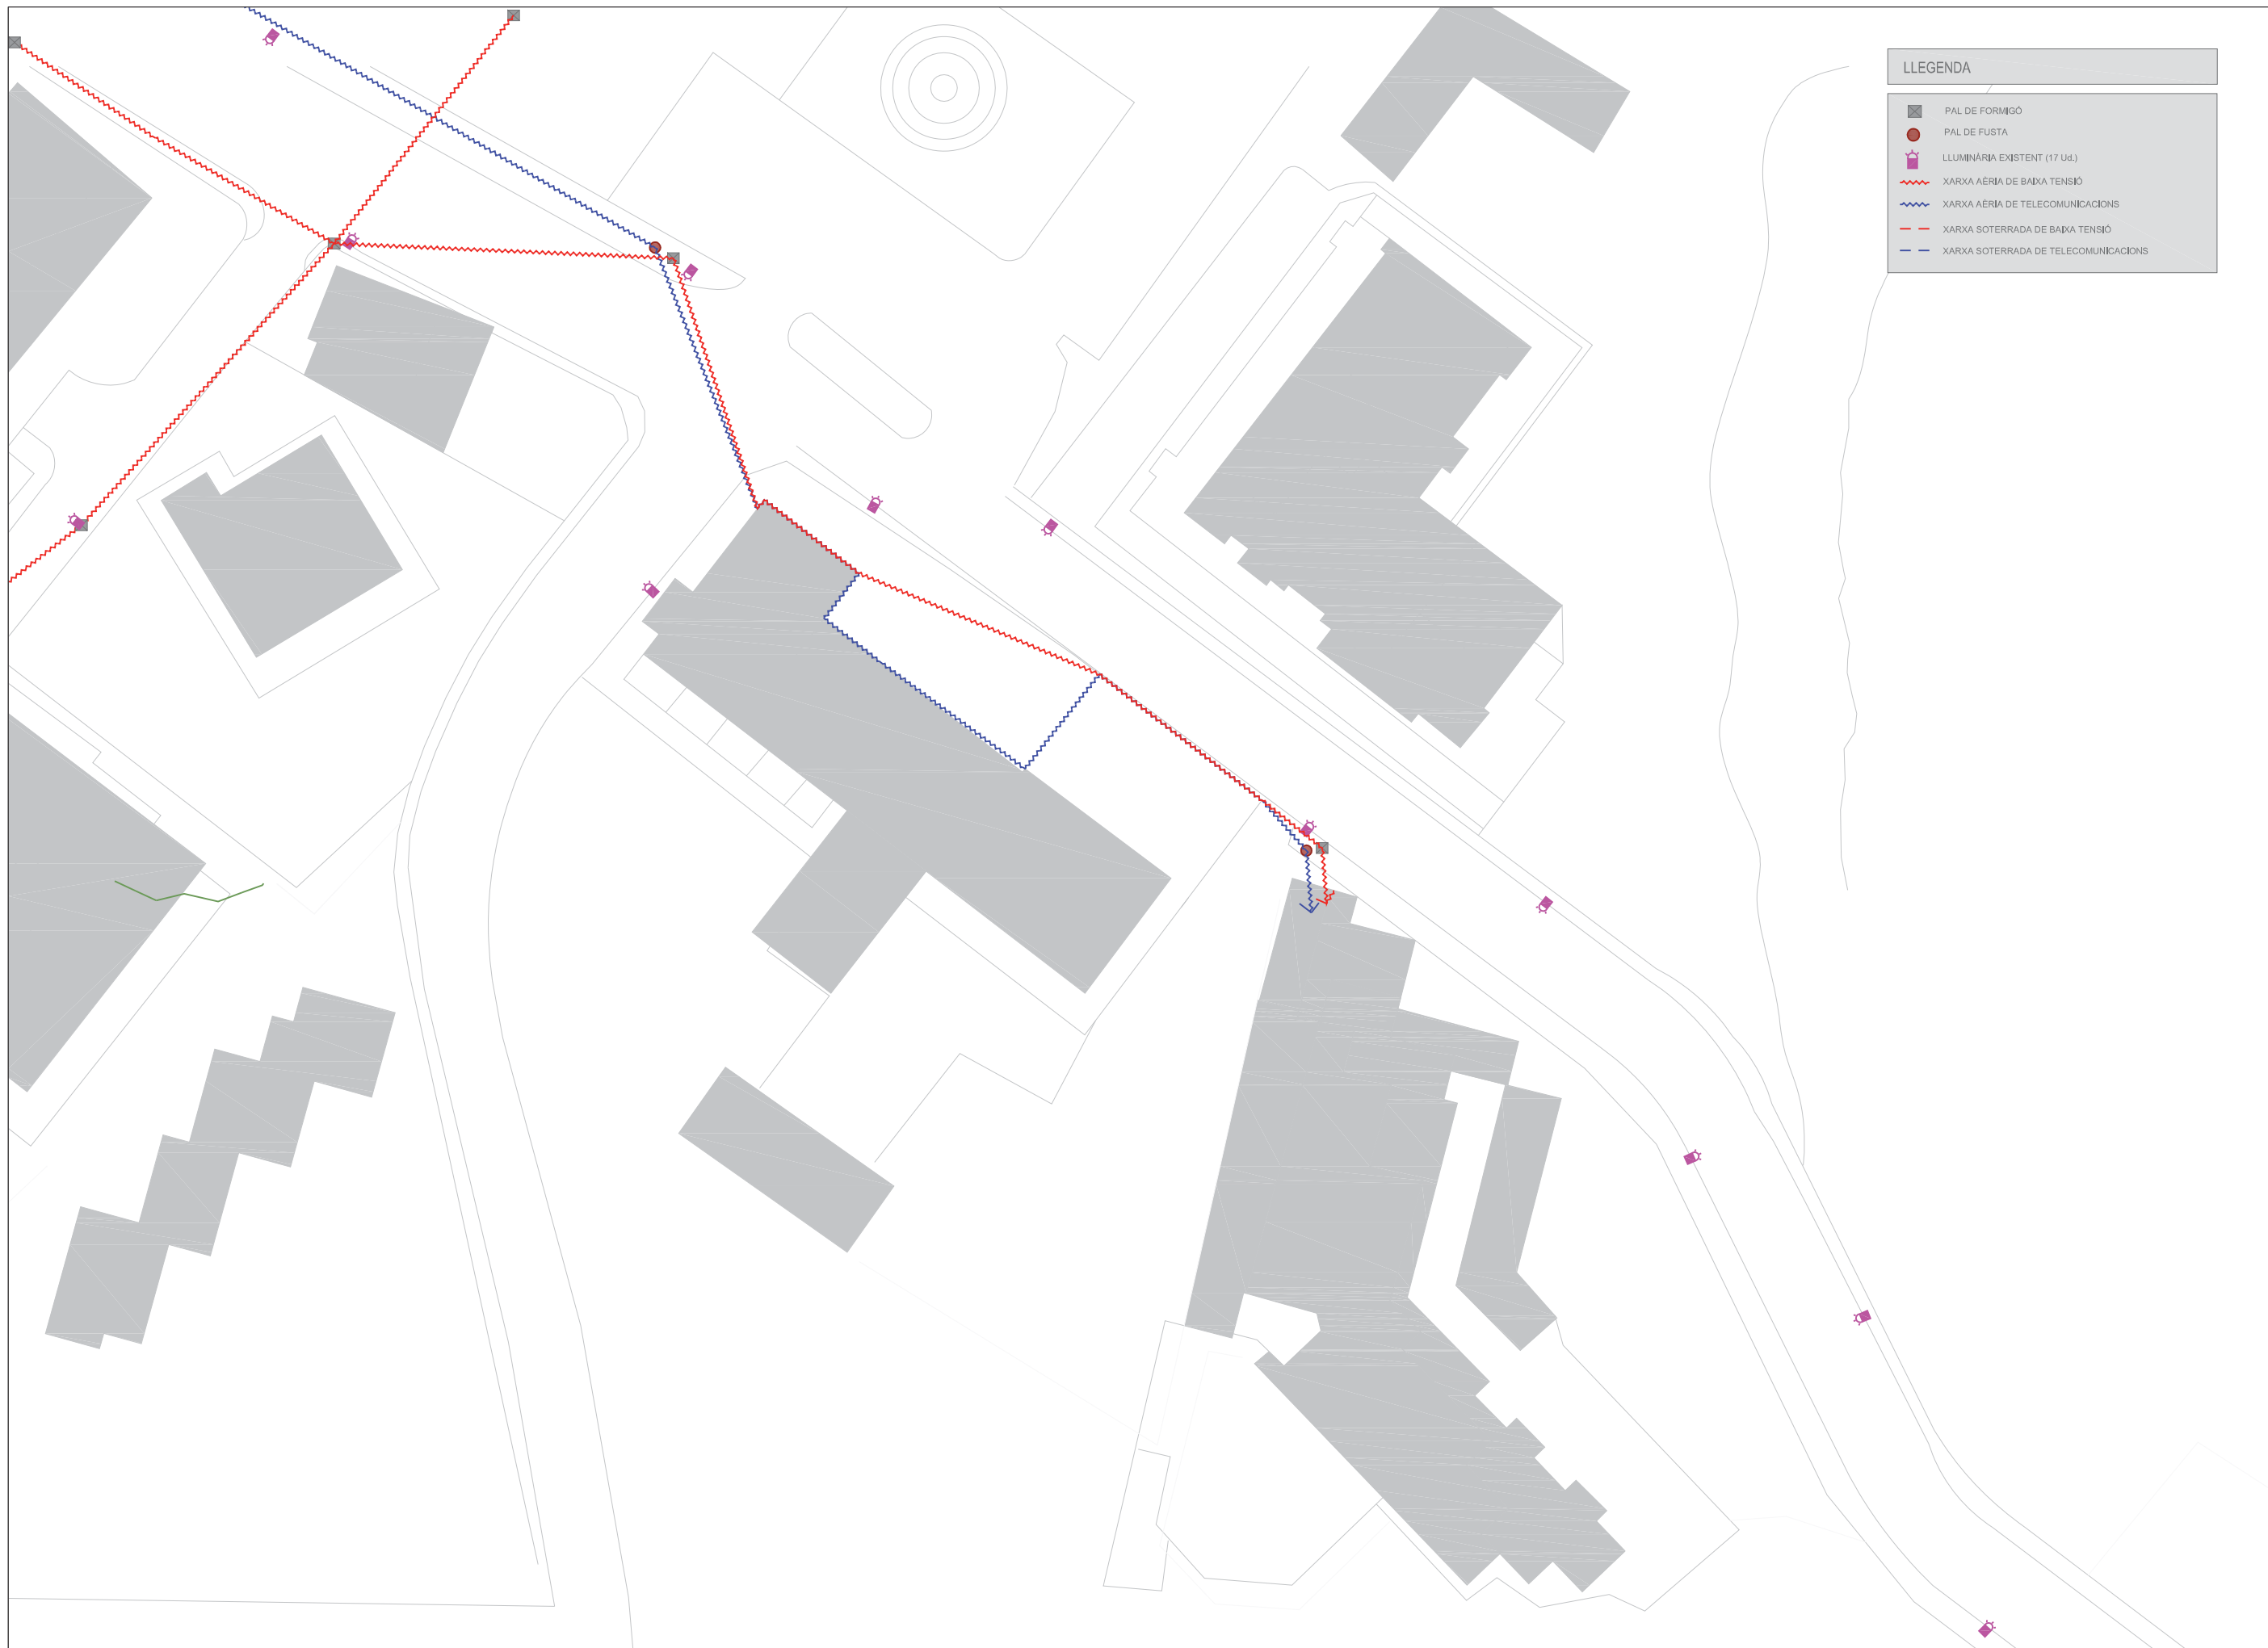 LLEGENDA
PAL DE FORMIGÓ
PAL DE FUSTA
LLUMINÀRIA EXISTENT (17 Ud.)
XARXA AÈRIA DE BAIXA TENSIÓ
XARXA AÈRIA DE TELECOMUNICACIONS
XARXA SOTERRADA DE BAIXA TENSIÓ
XARXA SOTERRADA DE TELECOMUNICACIONS